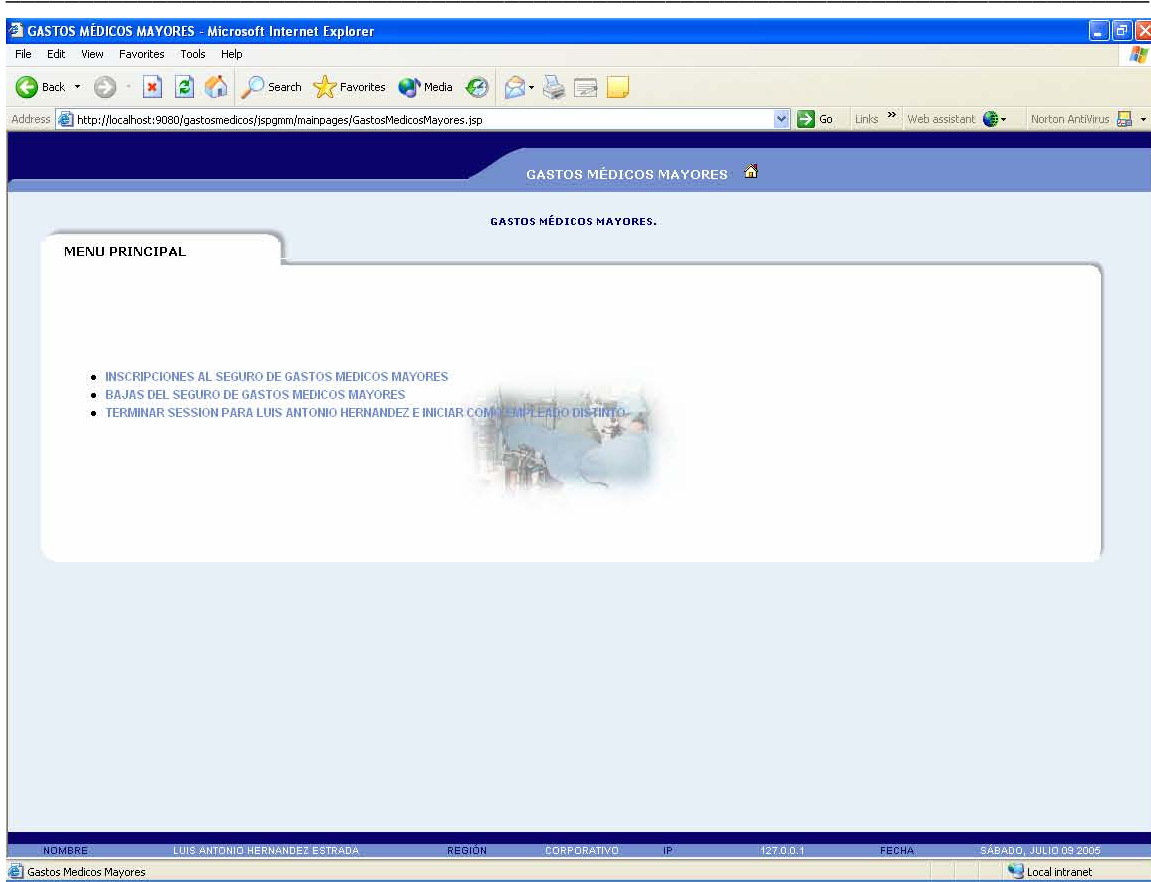 GASTOS MÉDICOS MAYORES - Microsoft Internet Explorer
File Edit View Favorites Tools Help
Back Search Favorites Media
Address http://localhost:9080/gastosmedicos/jspgmm/mainpages/GastosMedicosMayores.jsp Go Links » Web assistant Norton AntiVirus
GASTOS MÉDICOS MAYORES
GASTOS MÉDICOS MAYORES.
MENU PRINCIPAL
INSCRIPCIONES AL SEGURO DE GASTOS MEDICOS MAYORES
BAJAS DEL SEGURO DE GASTOS MEDICOS MAYORES
TERMINAR SESSION PARA LUIS ANTONIO HERNANDEZ E INICIAR COMO EMPLEADO DISTINTO
NOMBRE LUIS ANTONIO HERNANDEZ ESTRADA REGIÓN CORPORATIVO IP 127.0.0.1 FECHA SÁBADO, JULIO 09 2005
Gastos Medicos Mayores Local intranet